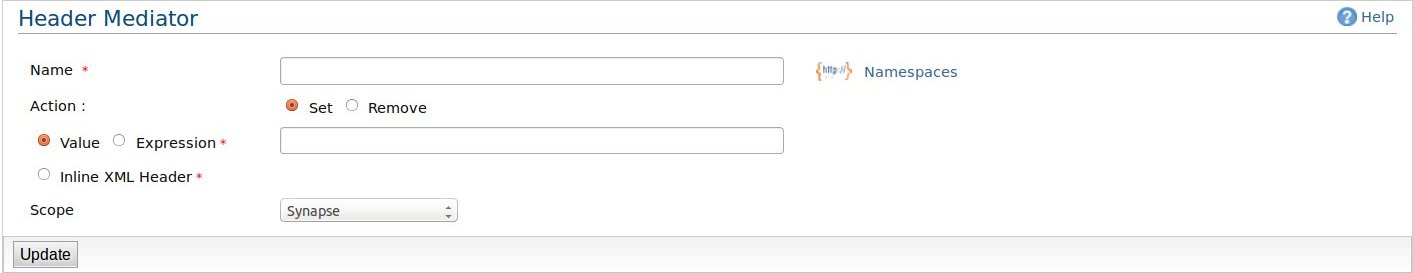 Header Mediator
Help
Name *
{http://} Namespaces
Action :
Set Remove
Value Expression *
Inline XML Header *
Scope
Synapse
Update